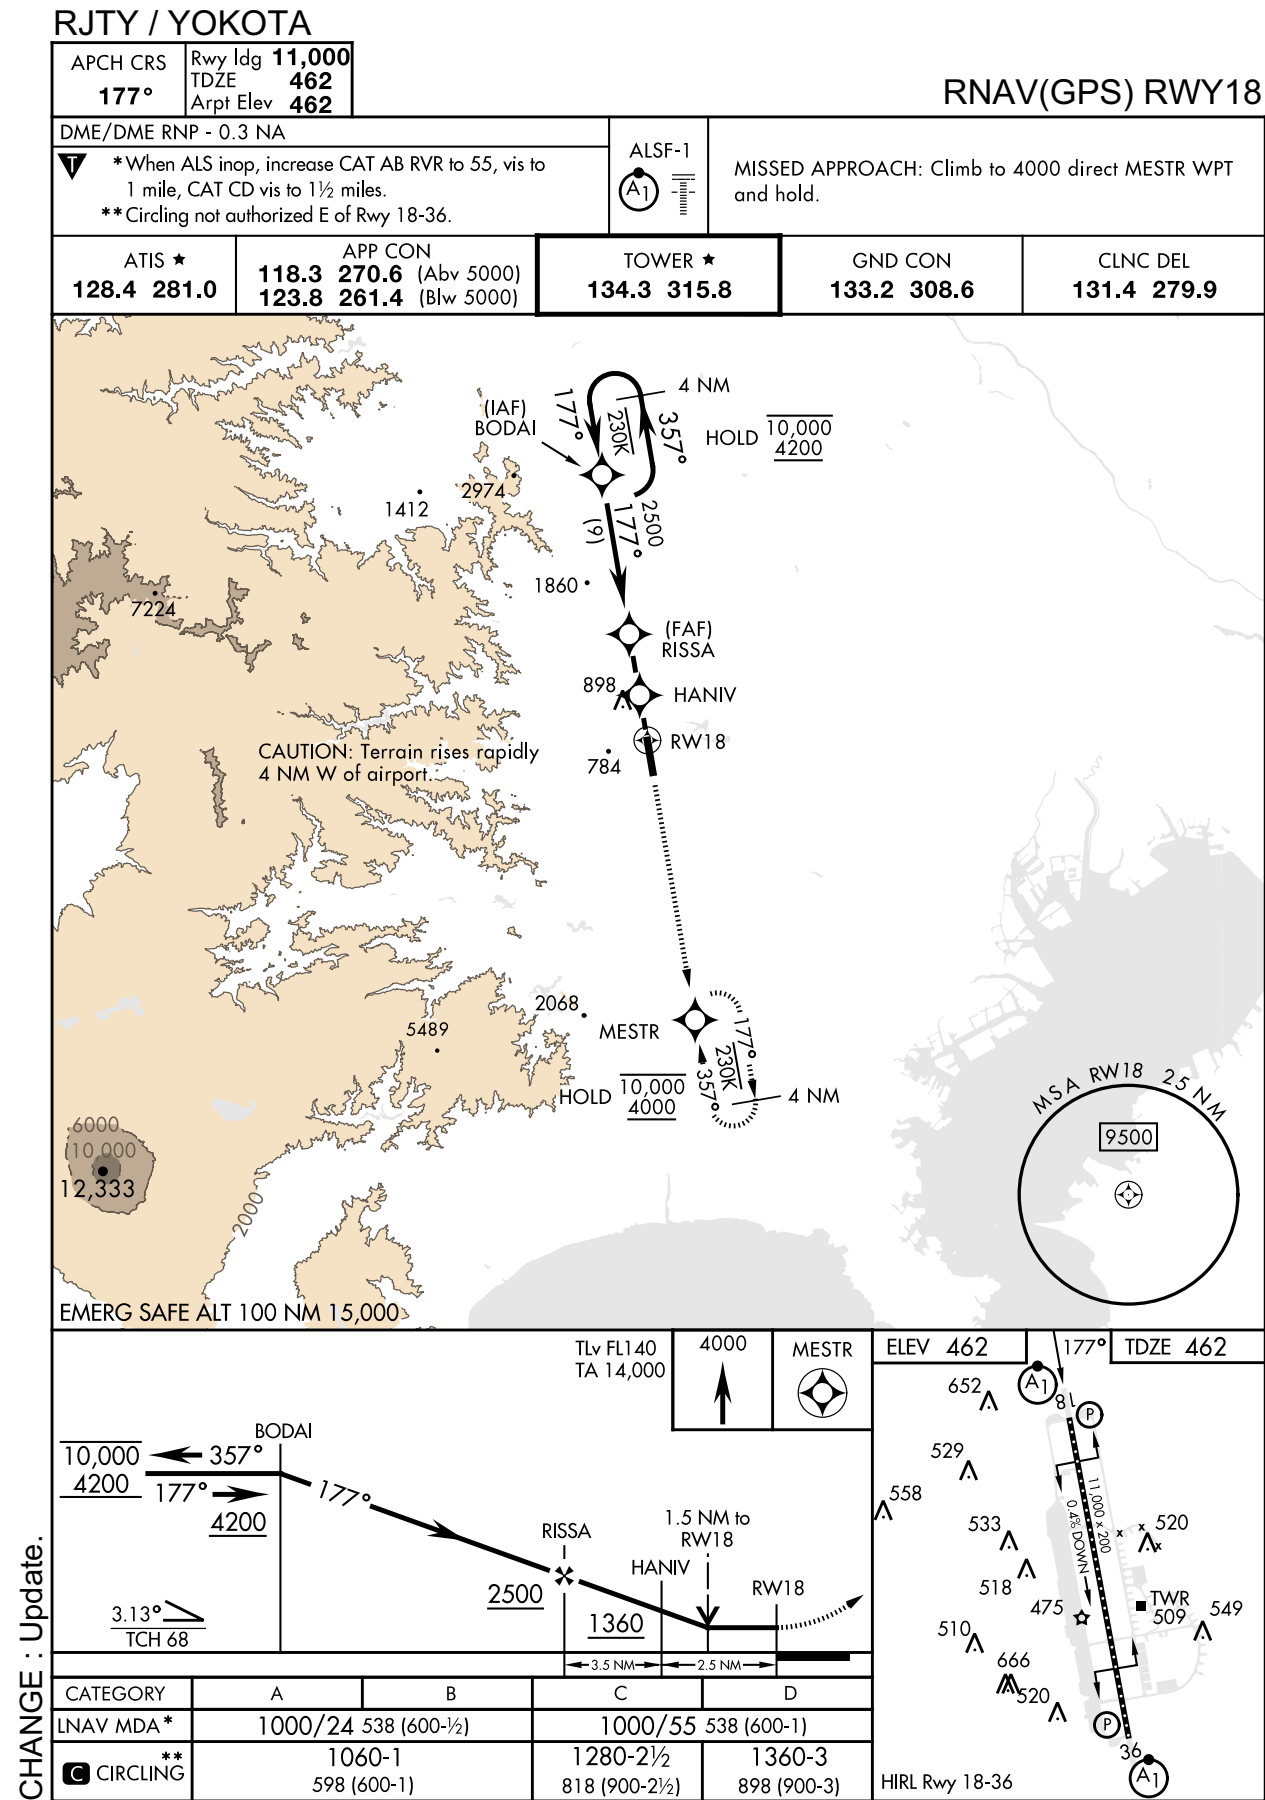 RJTY / YOKOTA
APCH CRS
177°
Rwy ldg 11,000
TDZE 462
Arpt Elev 462
RNAV(GPS) RWY18
DME/DME RNP - 0.3 NA
T
* When ALS inop, increase CAT AB RVR to 55, vis to
1 mile, CAT CD vis to 1½ miles.
** Circling not authorized E of Rwy 18-36.
ALSF-1
A1
MISSED APPROACH: Climb to 4000 direct MESTR WPT
and hold.
ATIS ★
128.4 281.0
APP CON
118.3 270.6 (Abv 5000)
123.8 261.4 (Blw 5000)
TOWER ★
134.3 315.8
GND CON
133.2 308.6
CLNC DEL
131.4 279.9
4 NM
177°
230K
357°
(IAF)
BODAI
HOLD 10,000
4200
2974
1412
2500
177°
(9)
1860
7224
(FAF)
RISSA
898
HANIV
RW18
784
CAUTION: Terrain rises rapidly
4 NM W of airport.
2068
MESTR
5489
177°
230K
357°
HOLD 10,000
4000
4 NM
MSA RW18 25 NM
9500
6000
10 000
12,333
2000
EMERG SAFE ALT 100 NM 15,000
TLv FL140
TA 14,000
4000
MESTR
BODAI
10,000
4200
357°
177°
4200
177°
RISSA
2500
HANIV
1360
1.5 NM to
RW18
RW18
3.13°
TCH 68
3.5 NM
2.5 NM
ELEV 462
177°
TDZE 462
652
A1
18
P
529
558
11,000 x 200
0.4% DOWN
533
x
x
520
x
518
475
TWR
509
549
510
666
520
P
36
A1
HIRL Rwy 18-36
CATEGORY A B C D
LNAV MDA * 1000/24 538 (600-½) 1000/55 538 (600-1)
C CIRCLING ** 1060-1 1280-2½ 1360-3
598 (600-1) 818 (900-2½) 898 (900-3)
CHANGE : Update.